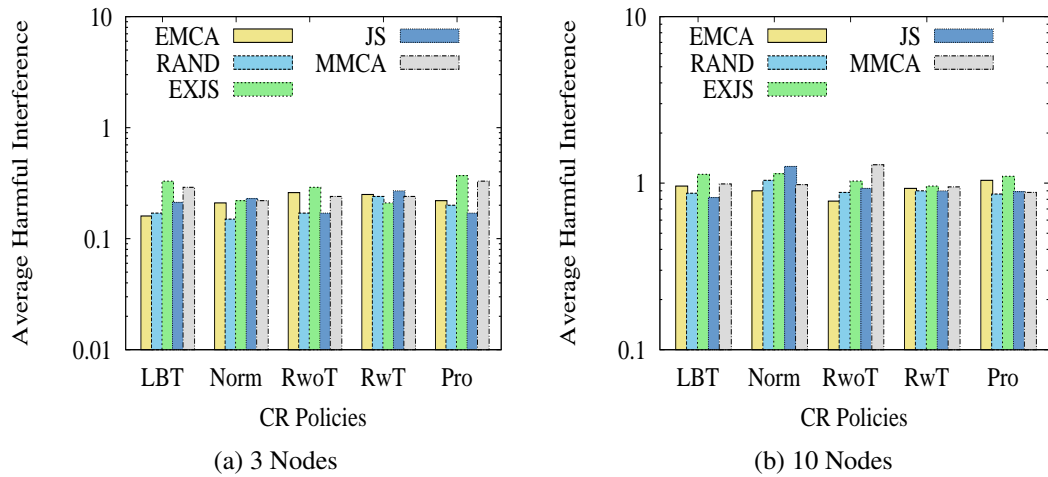 Average Harmful Interference
10
1
0.1
0.01
EMCA
RAND
EXJS
JS
MMCA
LBT Norm RwoT RwT Pro
CR Policies
(a) 3 Nodes
Average Harmful Interference
10
1
0.1
EMCA
RAND
EXJS
JS
MMCA
LBT Norm RwoT RwT Pro
CR Policies
(b) 10 Nodes